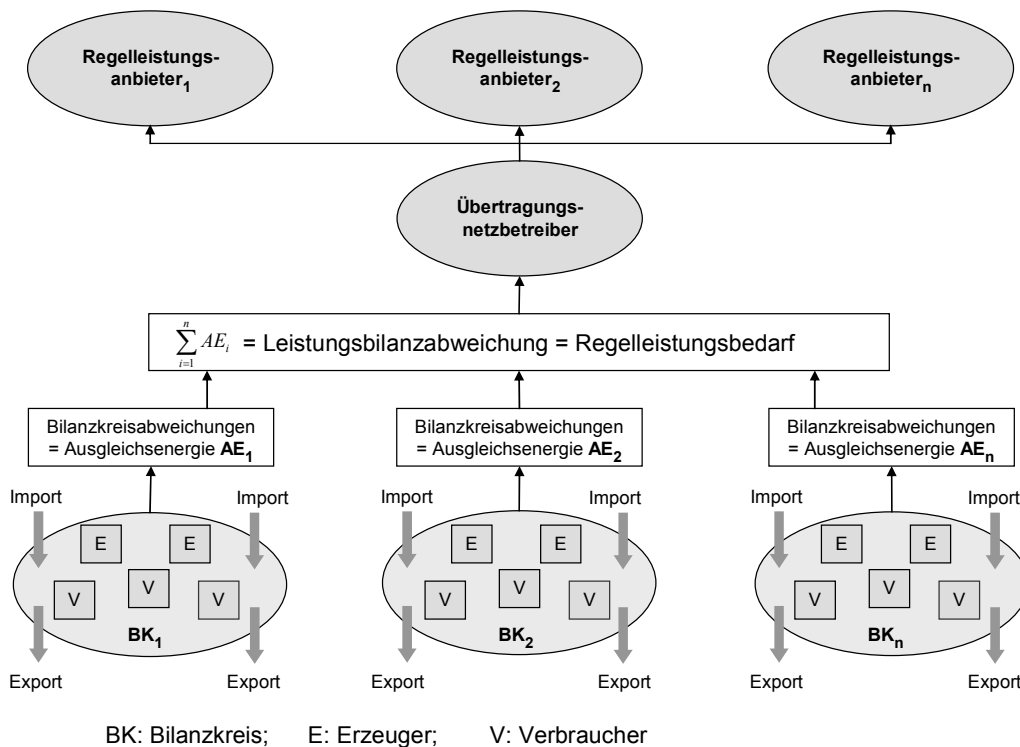 Regelleistungs-
anbieter1
Regelleistungs-
anbieter2
Regelleistungs-
anbietern
Übertragungs-
netzbetreiber
n
∑ AEi = Leistungsbilanzabweichung = Regelleistungsbedarf
i=1
Bilanzkreisabweichungen
= Ausgleichsenergie AE1
Bilanzkreisabweichungen
= Ausgleichsenergie AE2
Bilanzkreisabweichungen
= Ausgleichsenergie AEn
Import
Import
E
E
V
V
V
BK1
Export
Export
Import
Import
E
E
V
V
V
BK2
Export
Export
Import
Import
E
E
V
V
V
BKn
Export
Export
BK: Bilanzkreis; E: Erzeuger; V: Verbraucher